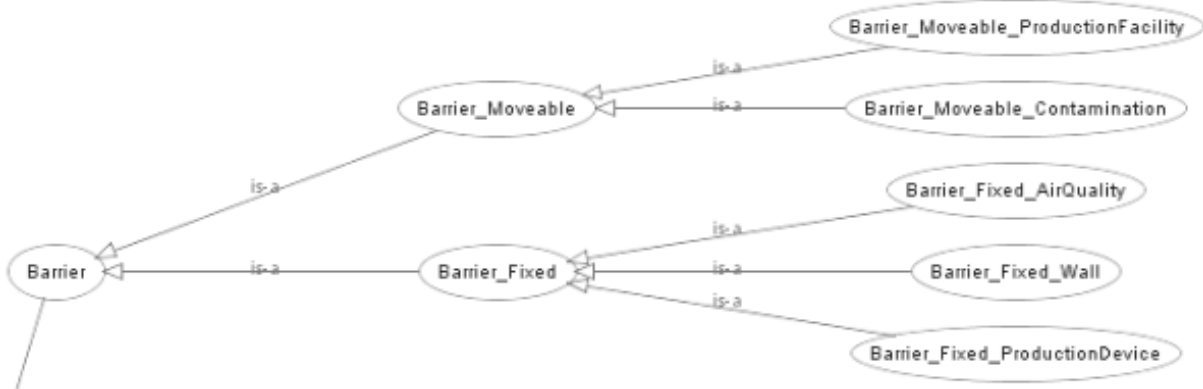 Barrier_Moveable_ProductionFacility
is-a
Barrier_Moveable
is-a
Barrier_Moveable_Contamination
is-a
Barrier_Fixed_AirQuality
is-a
Barrier
is-a
Barrier_Fixed
is-a
Barrier_Fixed_Wall
is-a
Barrier_Fixed_ProductionDevice